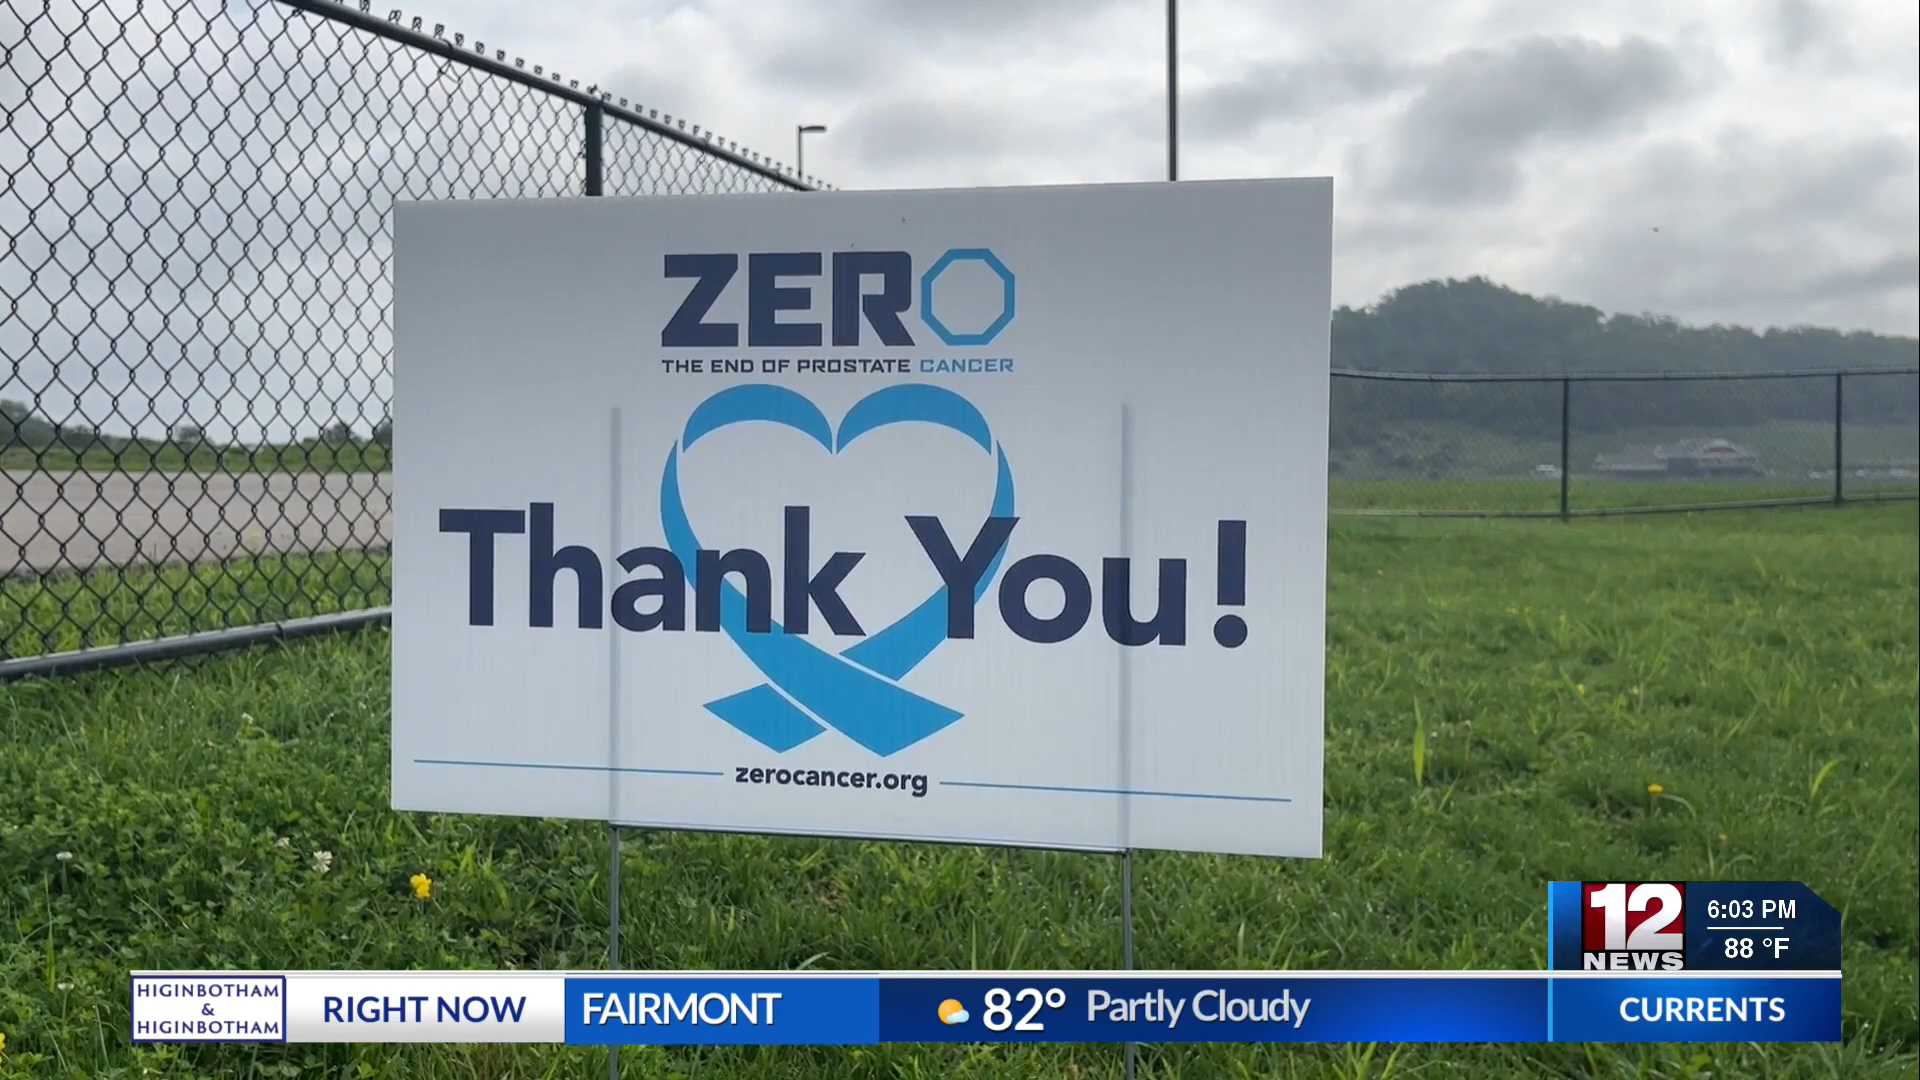 ZERO
THE END OF PROSTATE CANCER
Thank You!
zerocancer.org
12
NEWS
6:03 PM
88 °F
HIGINBOTHAM
&
HIGINBOTHAM
RIGHT NOW
FAIRMONT
82° Partly Cloudy
CURRENTS